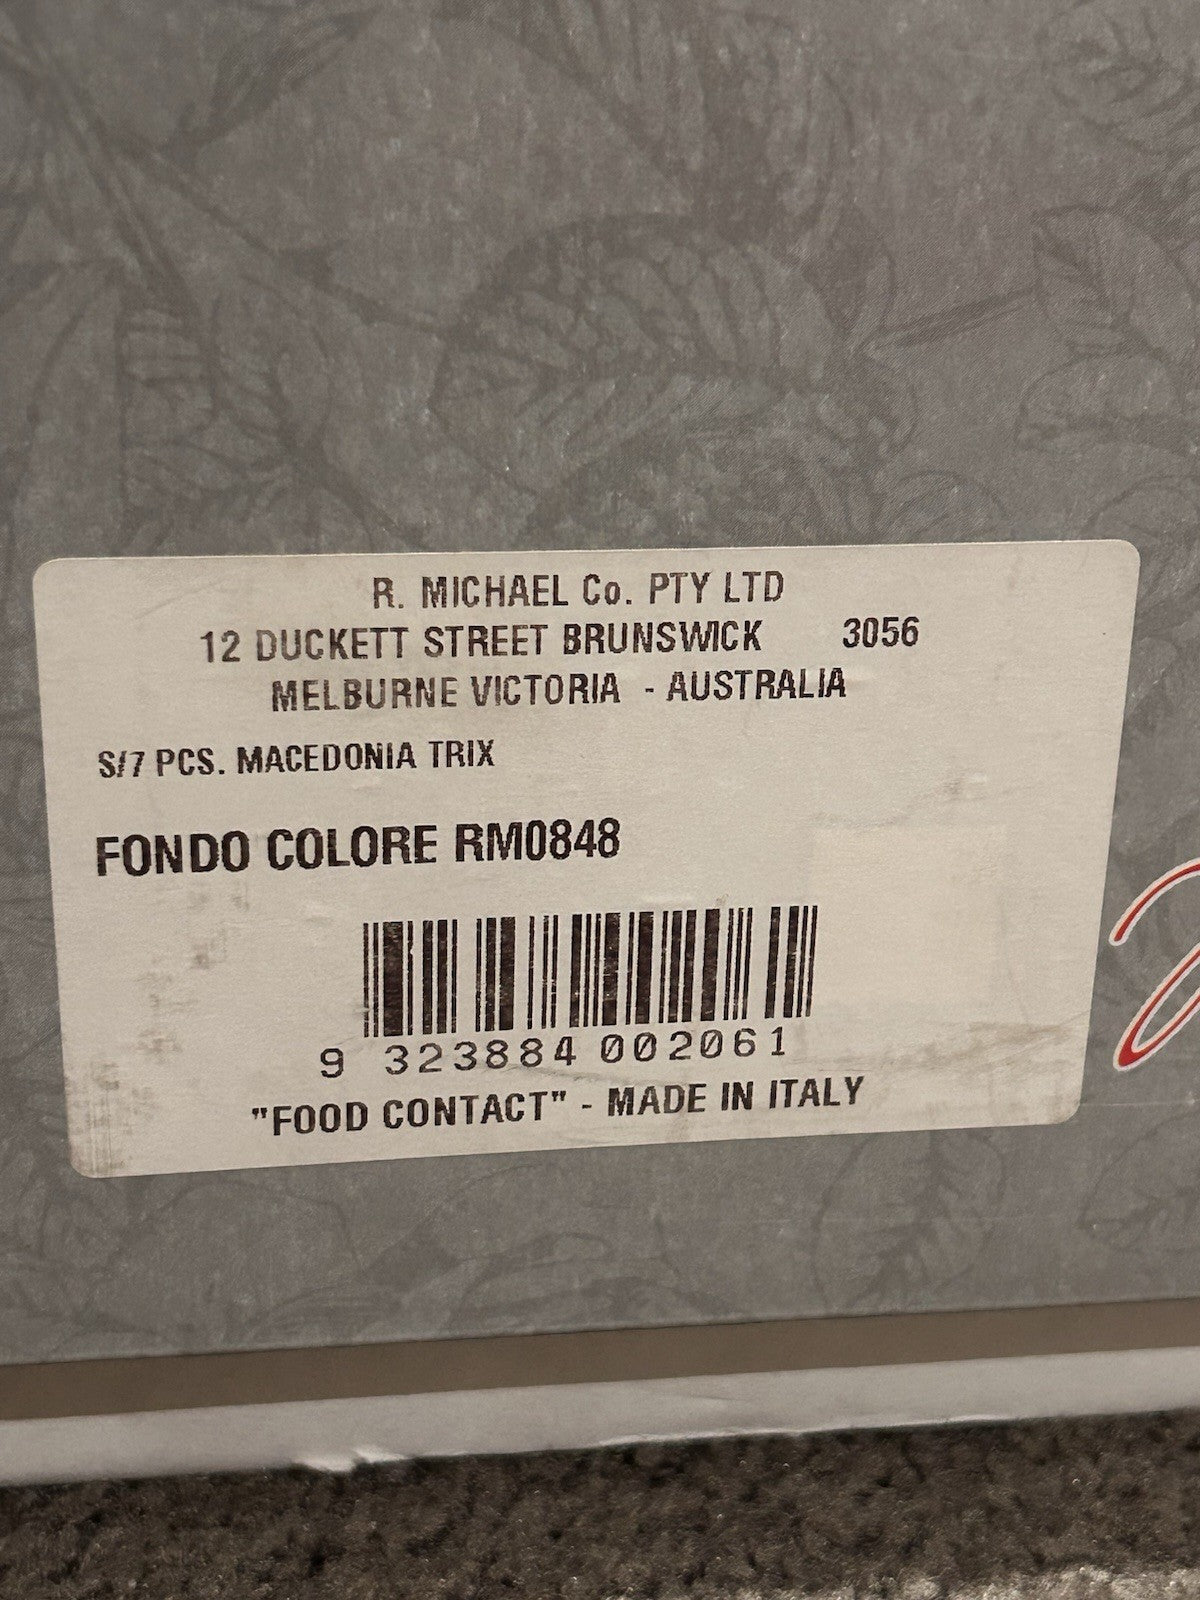 R. MICHAEL Co. PTY LTD
12 DUCKETT STREET BRUNSWICK 3056
MELBURNE VICTORIA - AUSTRALIA
S/7 PCS. MACEDONIA TRIX
FONDO COLORE RM0848
9 323884 002061
"FOOD CONTACT" - MADE IN ITALY